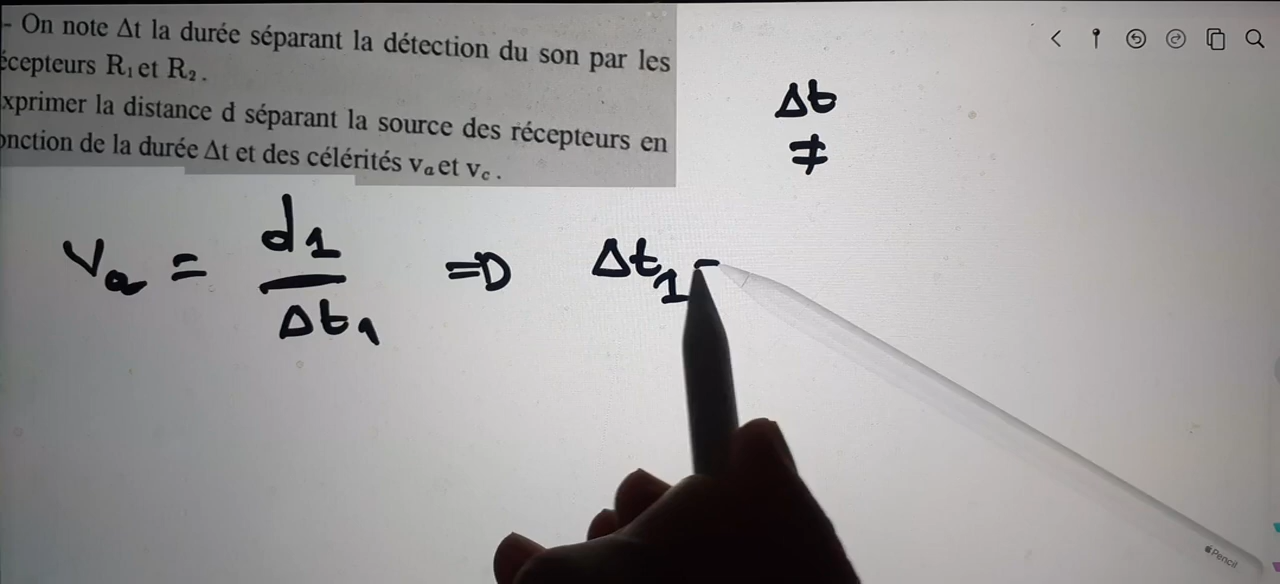 - On note Δt la durée séparant la détection du son par les
écepteurs R₁ et R₂.
xprimer la distance d séparant la source des récepteurs en
onction de la durée Δt et des célérités vₐ et v꜀.
Δt
≠
Vₐ = d1 / Δt1 => Δt1 -
Pencil